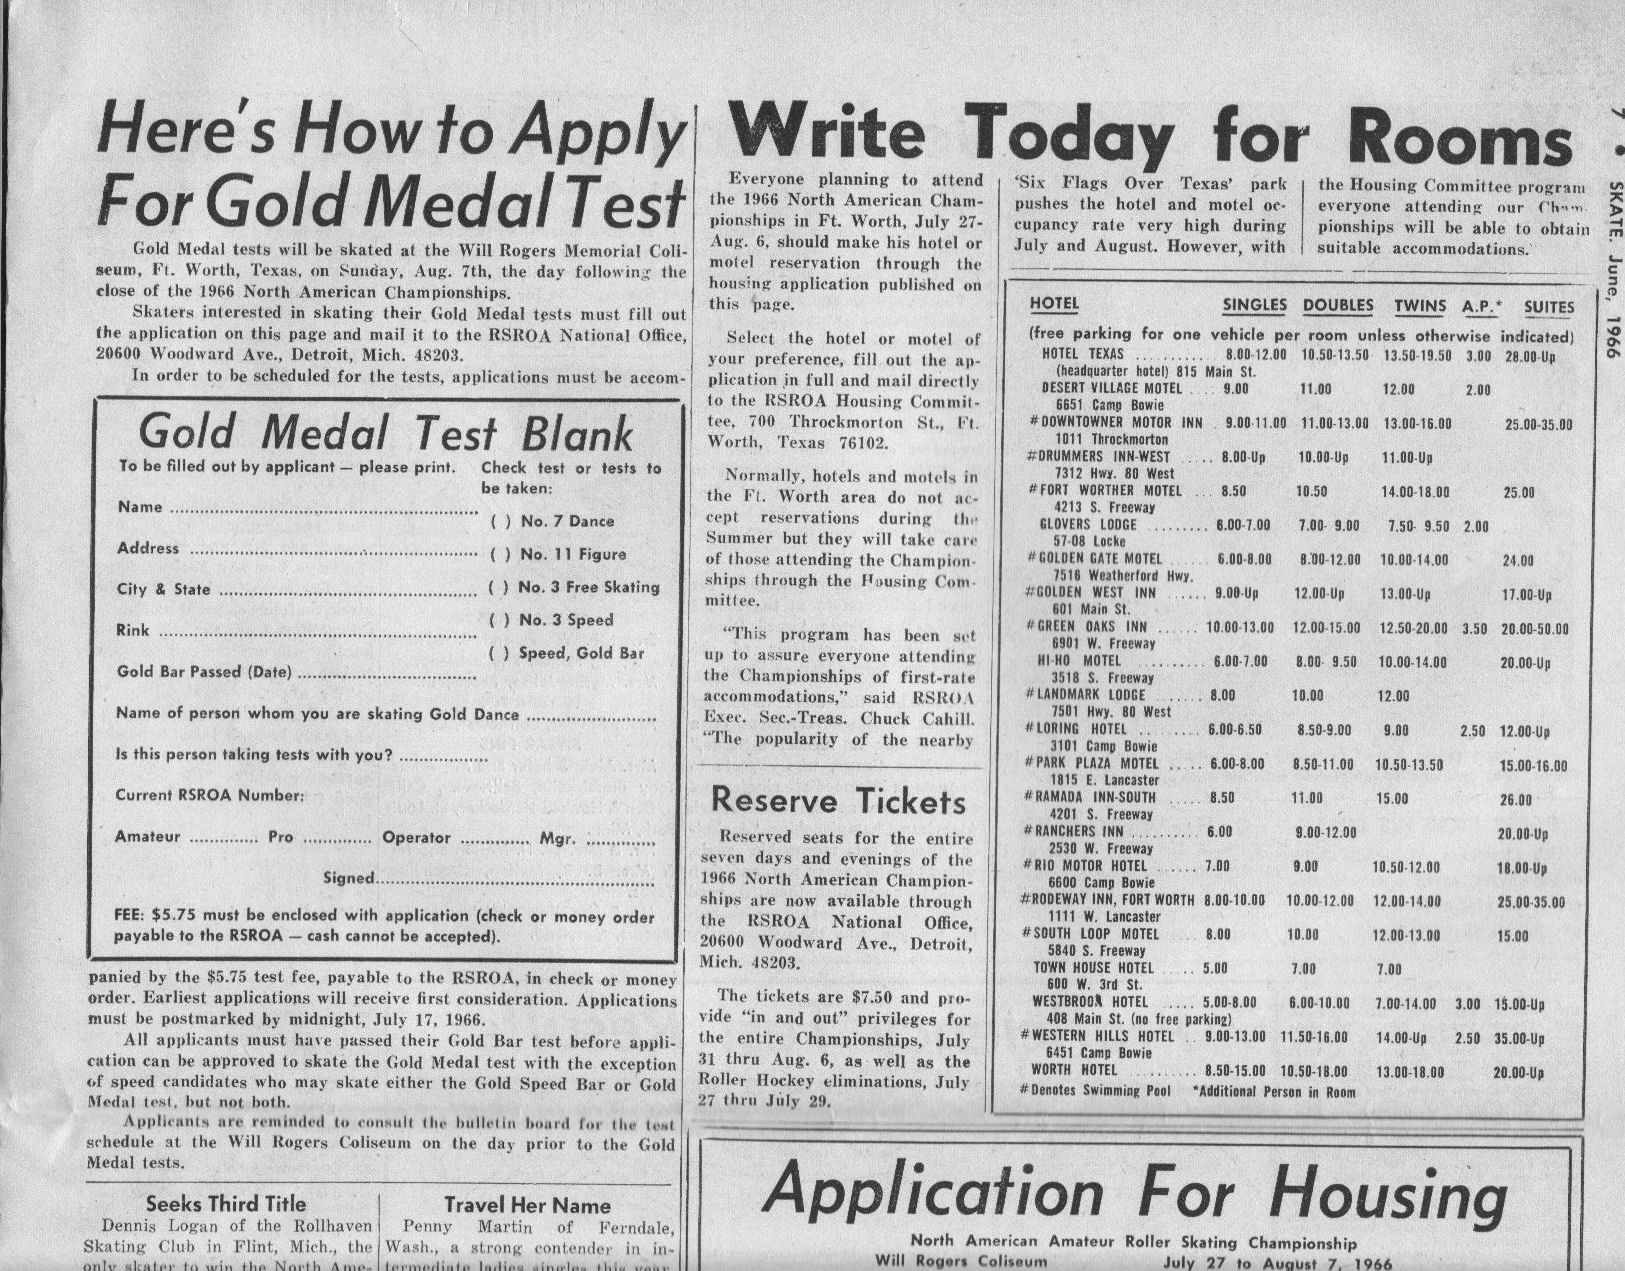 Here's How to Apply
For Gold Medal Test
Gold Medal tests will be skated at the Will Rogers Memorial Coli-
seum, Ft. Worth, Texas, on Sunday, Aug. 7th, the day following the
close of the 1966 North American Championships.
Skaters interested in skating their Gold Medal tests must fill out
the application on this page and mail it to the RSROA National Office,
20600 Woodward Ave., Detroit, Mich. 48203.
In order to be scheduled for the tests, applications must be accom-
Gold Medal Test Blank
To be filled out by applicant — please print.
Name
Address
City & State
Rink
Gold Bar Passed (Date)
Check test or tests to
be taken:
( ) No. 7 Dance
( ) No. 11 Figure
( ) No. 3 Free Skating
( ) No. 3 Speed
( ) Speed, Gold Bar
Name of person whom you are skating Gold Dance
Is this person taking tests with you?
Current RSROA Number:
Amateur ............. Pro ............. Operator ............. Mgr. .............
Signed
FEE: $5.75 must be enclosed with application (check or money order
payable to the RSROA — cash cannot be accepted).
panied by the $5.75 test fee, payable to the RSROA, in check or money
order. Earliest applications will receive first consideration. Applications
must be postmarked by midnight, July 17, 1966.
All applicants must have passed their Gold Bar test before appli-
cation can be approved to skate the Gold Medal test with the exception
of speed candidates who may skate either the Gold Speed Bar or Gold
Medal test, but not both.
Applicants are reminded to consult the bulletin board for the test
schedule at the Will Rogers Coliseum on the day prior to the Gold
Medal tests.
Seeks Third Title
Dennis Logan of the Rollhaven
Skating Club in Flint, Mich., the
only skater to win the North Ame-
Travel Her Name
Penny Martin of Ferndale,
Wash., a strong contender in in-
termediate ladies singles this year
Write Today for Rooms
Everyone planning to attend
the 1966 North American Cham-
pionships in Ft. Worth, July 27-
Aug. 6, should make his hotel or
motel reservation through the
housing application published on
this page.
Select the hotel or motel of
your preference, fill out the ap-
plication in full and mail directly
to the RSROA Housing Commit-
tee, 700 Throckmorton St., Ft.
Worth, Texas 76102.
Normally, hotels and motels in
the Ft. Worth area do not ac-
cept reservations during the
Summer but they will take care
of those attending the Champion-
ships through the Housing Com-
mittee.
"This program has been set
up to assure everyone attending
the Championships of first-rate
accommodations," said RSROA
Exec. Sec.-Treas. Chuck Cahill.
"The popularity of the nearby
'Six Flags Over Texas' park
pushes the hotel and motel oc-
cupancy rate very high during
July and August. However, with
the Housing Committee program
everyone attending our Cham-
pionships will be able to obtain
suitable accommodations.'
Reserve Tickets
Reserved seats for the entire
seven days and evenings of the
1966 North American Champion-
ships are now available through
the RSROA National Office,
20600 Woodward Ave., Detroit,
Mich. 48203.
The tickets are $7.50 and pro-
vide "in and out" privileges for
the entire Championships, July
31 thru Aug. 6, as well as the
Roller Hockey eliminations, July
27 thru July 29.
HOTEL SINGLES DOUBLES TWINS A.P.* SUITES
(free parking for one vehicle per room unless otherwise indicated)
HOTEL TEXAS .......... 8.00-12.00 10.50-13.50 13.50-19.50 3.00 28.00-Up
(headquarter hotel) 815 Main St.
DESERT VILLAGE MOTEL .... 9.00 11.00 12.00 2.00
6651 Camp Bowie
#DOWNTOWNER MOTOR INN . 9.00-11.00 11.00-13.00 13.00-16.00 25.00-35.00
1011 Throckmorton
#DRUMMERS INN-WEST ..... 8.00-Up 10.00-Up 11.00-Up
7312 Hwy. 80 West
#FORT WORTHER MOTEL ... 8.50 10.50 14.00-18.00 25.00
4213 S. Freeway
GLOVERS LODGE ......... 6.00-7.00 7.00- 9.00 7.50- 9.50 2.00
57-08 Locke
#GOLDEN GATE MOTEL ...... 6.00-8.00 8.00-12.00 10.00-14.00 24.00
7516 Weatherford Hwy.
#GOLDEN WEST INN ...... 9.00-Up 12.00-Up 13.00-Up 17.00-Up
601 Main St.
#GREEN OAKS INN ...... 10.00-13.00 12.00-15.00 12.50-20.00 3.50 20.00-50.00
6901 W. Freeway
HI-HO MOTEL .......... 6.00-7.00 8.00- 9.50 10.00-14.00 20.00-Up
3518 S. Freeway
#LANDMARK LODGE ..... 8.00 10.00 12.00
7501 Hwy. 80 West
#LORING HOTEL ......... 6.00-6.50 8.50-9.00 9.00 2.50 12.00-Up
3101 Camp Bowie
#PARK PLAZA MOTEL ..... 6.00-8.00 8.50-11.00 10.50-13.50 15.00-16.00
1815 E. Lancaster
#RAMADA INN-SOUTH ..... 8.50 11.00 15.00 26.00
4201 S. Freeway
#RANCHERS INN .......... 6.00 9.00-12.00 20.00-Up
2530 W. Freeway
#RIO MOTOR HOTEL ...... 7.00 9.00 10.50-12.00 18.00-Up
6600 Camp Bowie
#RODEWAY INN, FORT WORTH 8.00-10.00 10.00-12.00 12.00-14.00 25.00-35.00
1111 W. Lancaster
#SOUTH LOOP MOTEL ..... 8.00 10.00 12.00-13.00 15.00
5840 S. Freeway
TOWN HOUSE HOTEL ..... 5.00 7.00 7.00
600 W. 3rd St.
WESTBROOK HOTEL .... 5.00-8.00 6.00-10.00 7.00-14.00 3.00 15.00-Up
408 Main St. (no free parking)
#WESTERN HILLS HOTEL .. 9.00-13.00 11.50-16.00 14.00-Up 2.50 35.00-Up
6451 Camp Bowie
WORTH HOTEL ......... 8.50-15.00 10.50-18.00 13.00-18.00 20.00-Up
#Denotes Swimming Pool *Additional Person in Room
Application For Housing
North American Amateur Roller Skating Championship
Will Rogers Coliseum July 27 to August 7, 1966
7 • SKATE. June, 1966